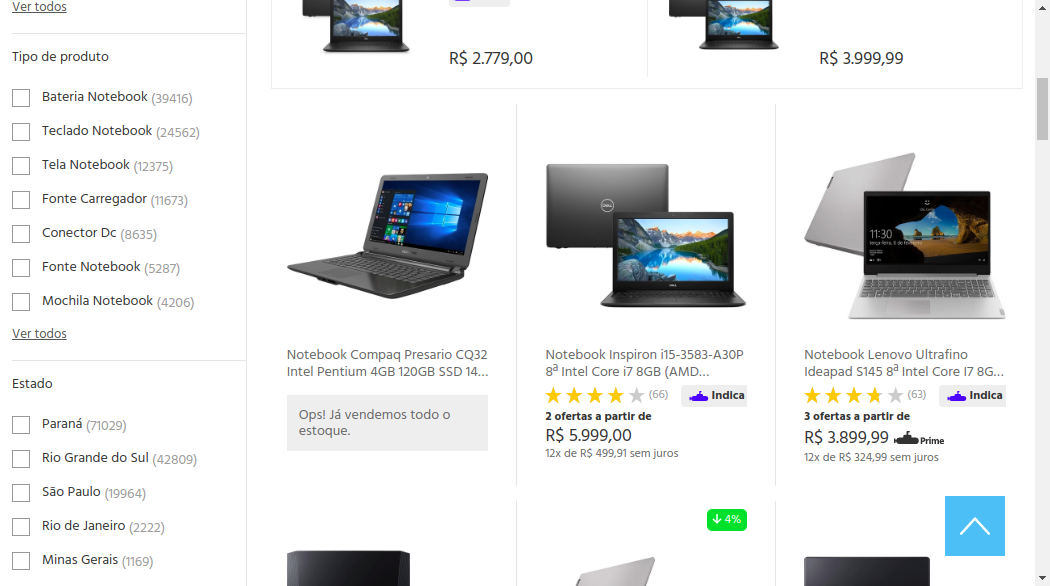 Ver todos
Tipo de produto
Bateria Notebook (39416)
Teclado Notebook (24562)
Tela Notebook (12375)
Fonte Carregador (11673)
Conector Dc (8635)
Fonte Notebook (5287)
Mochila Notebook (4206)
Ver todos
Estado
Paraná (71029)
Rio Grande do Sul (42809)
São Paulo (19964)
Rio de Janeiro (2222)
Minas Gerais (1169)
R$ 2.779,00
R$ 3.999,99
Notebook Compaq Presario CQ32
Intel Pentium 4GB 120GB SSD 14...
Ops! Já vendemos todo o
estoque.
DELL
Notebook Inspiron i15-3583-A30P
8ª Intel Core i7 8GB (AMD...
(66) Indica
2 ofertas a partir de
R$ 5.999,00
12x de R$ 499,91 sem juros
11:30
Notebook Lenovo Ultrafino
Ideapad S145 8ª Intel Core I7 8G...
(63) Indica
3 ofertas a partir de
R$ 3.899,99 Prime
12x de R$ 324,99 sem juros
4%